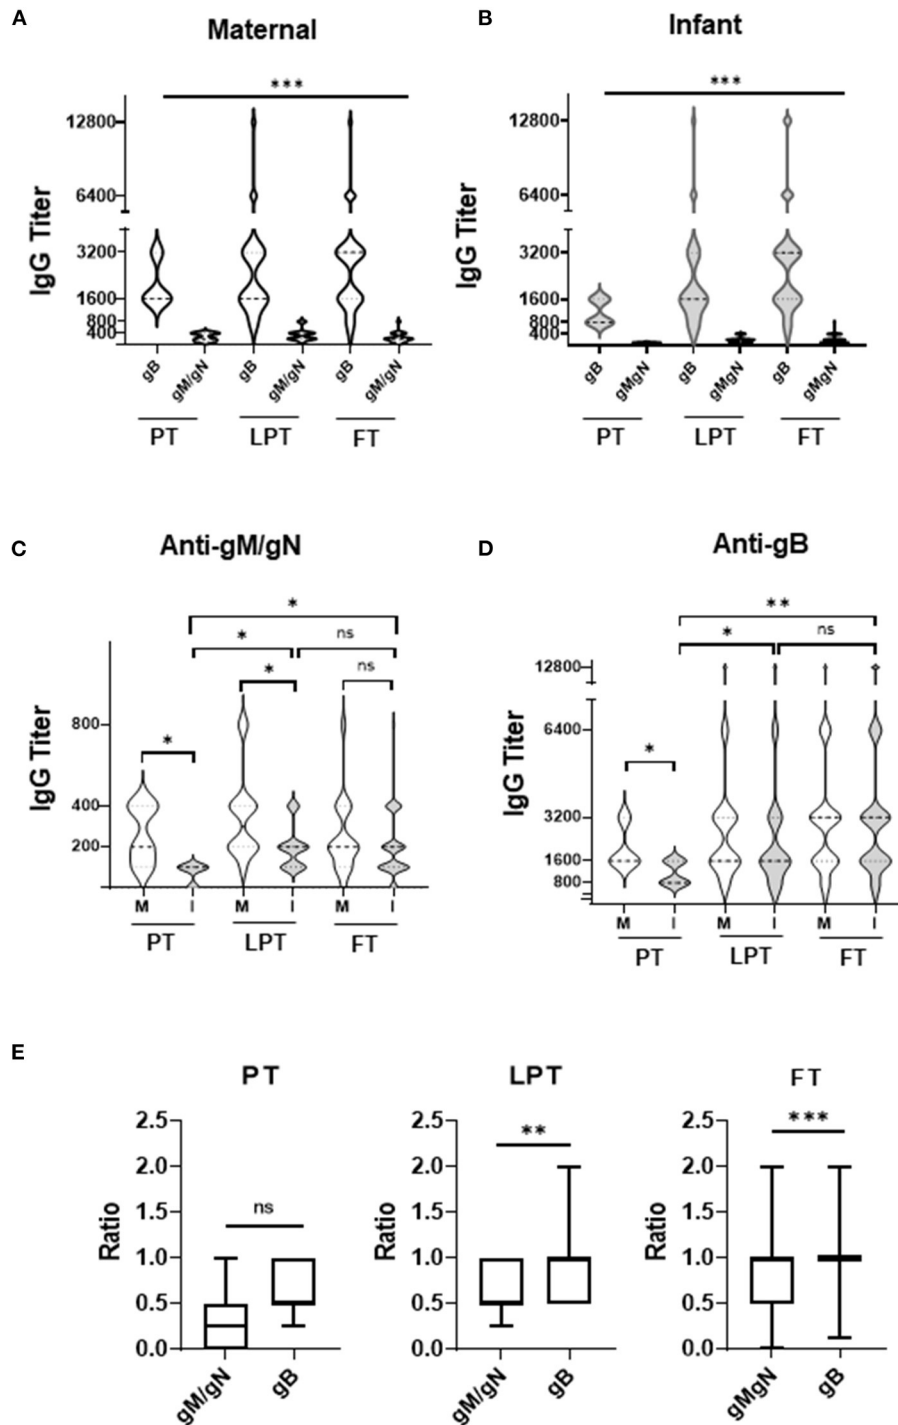 A
Maternal
***
IgG Titer
12800
6400
3200
1600
800
400
gB
gM/gN
gB
gM/gN
gB
gM/gN
PT
LPT
FT
B
Infant
***
IgG Titer
12800
6400
3200
1600
800
400
gB
gMgN
gB
gMgN
gB
gMgN
PT
LPT
FT
C
Anti-gM/gN
*
*
ns
*
ns
*
IgG Titer
800
400
200
M
I
M
I
M
I
PT
LPT
FT
D
Anti-gB
**
*
ns
*
IgG Titer
12800
6400
3200
1600
800
M
I
M
I
M
I
PT
LPT
FT
E
PT
ns
Ratio
2.5
2.0
1.5
1.0
0.5
0.0
gM/gN
gB
LPT
**
Ratio
2.5
2.0
1.5
1.0
0.5
0.0
gM/gN
gB
FT
***
Ratio
2.5
2.0
1.5
1.0
0.5
0.0
gMgN
gB